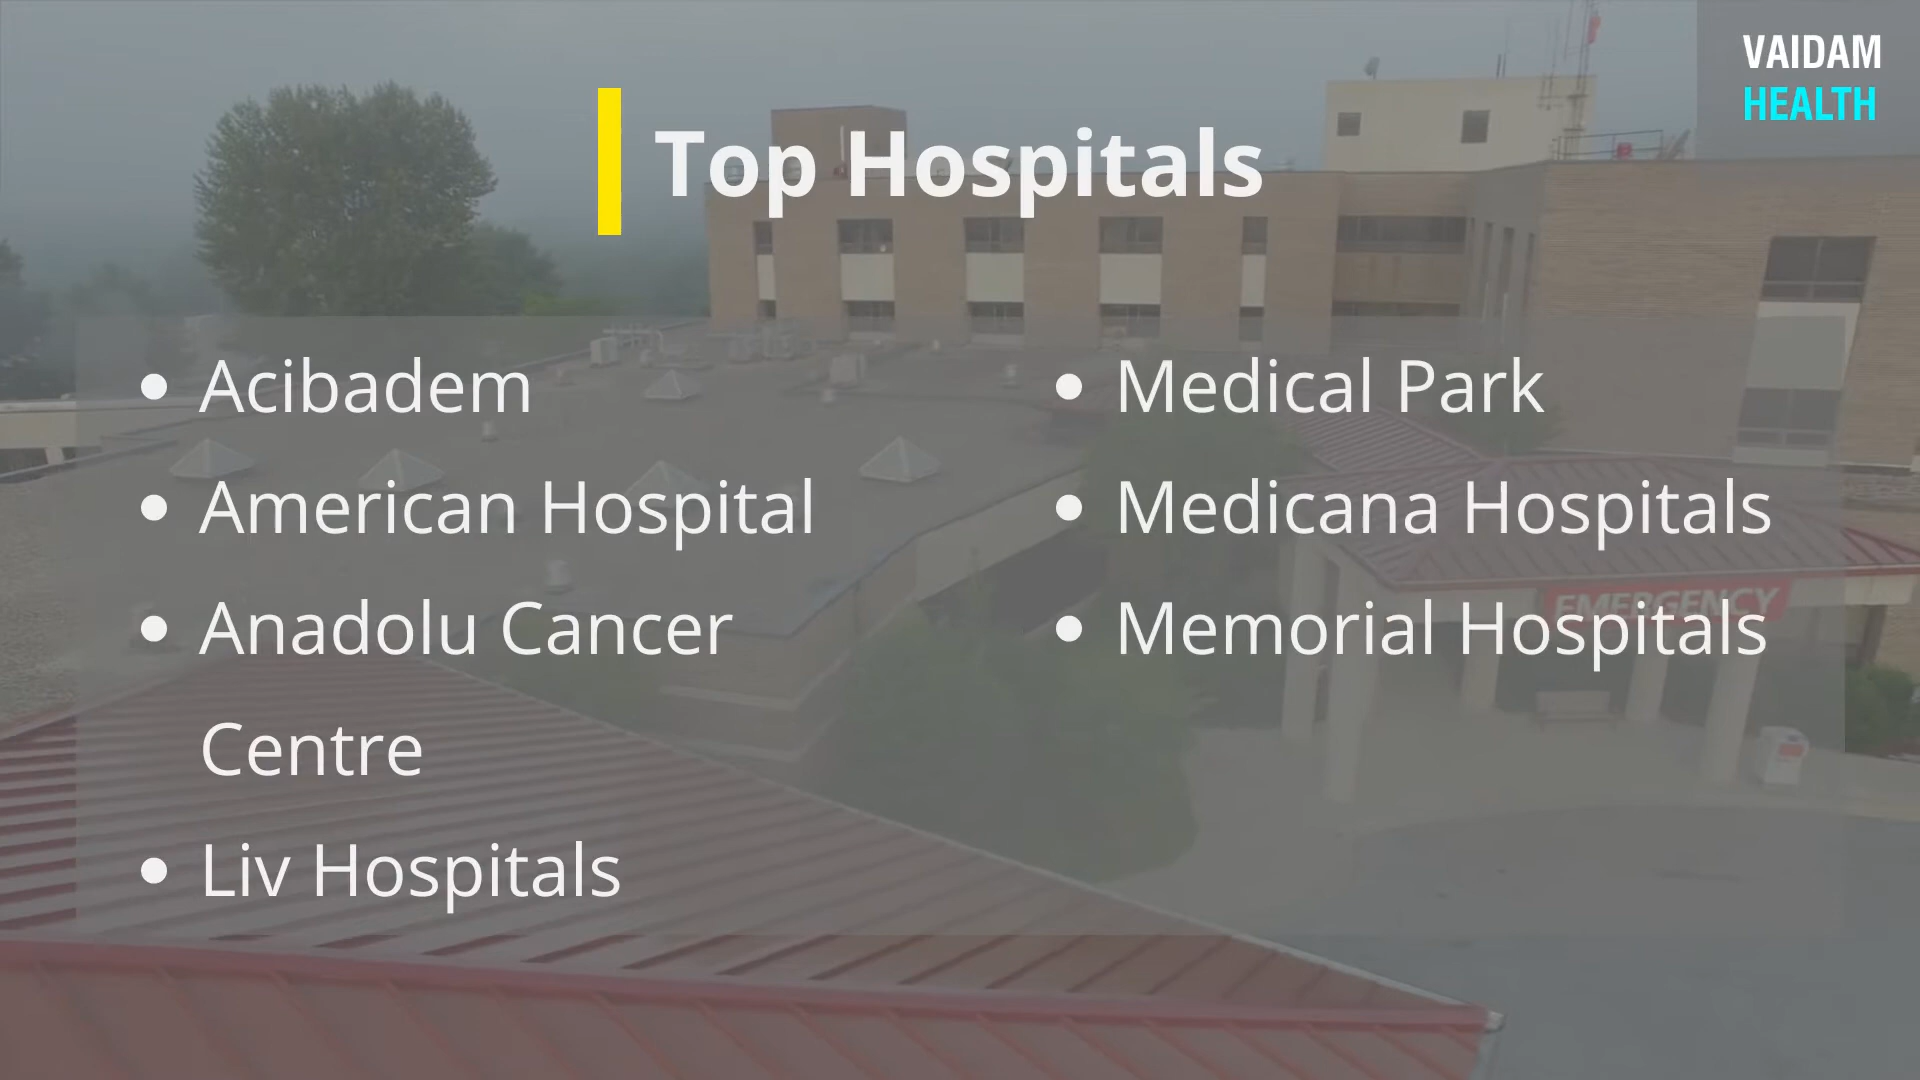 VAIDAM
HEALTH
Top Hospitals
Acibadem
American Hospital
Anadolu Cancer
Centre
Liv Hospitals
Medical Park
Medicana Hospitals
Memorial Hospitals
EMERGENCY